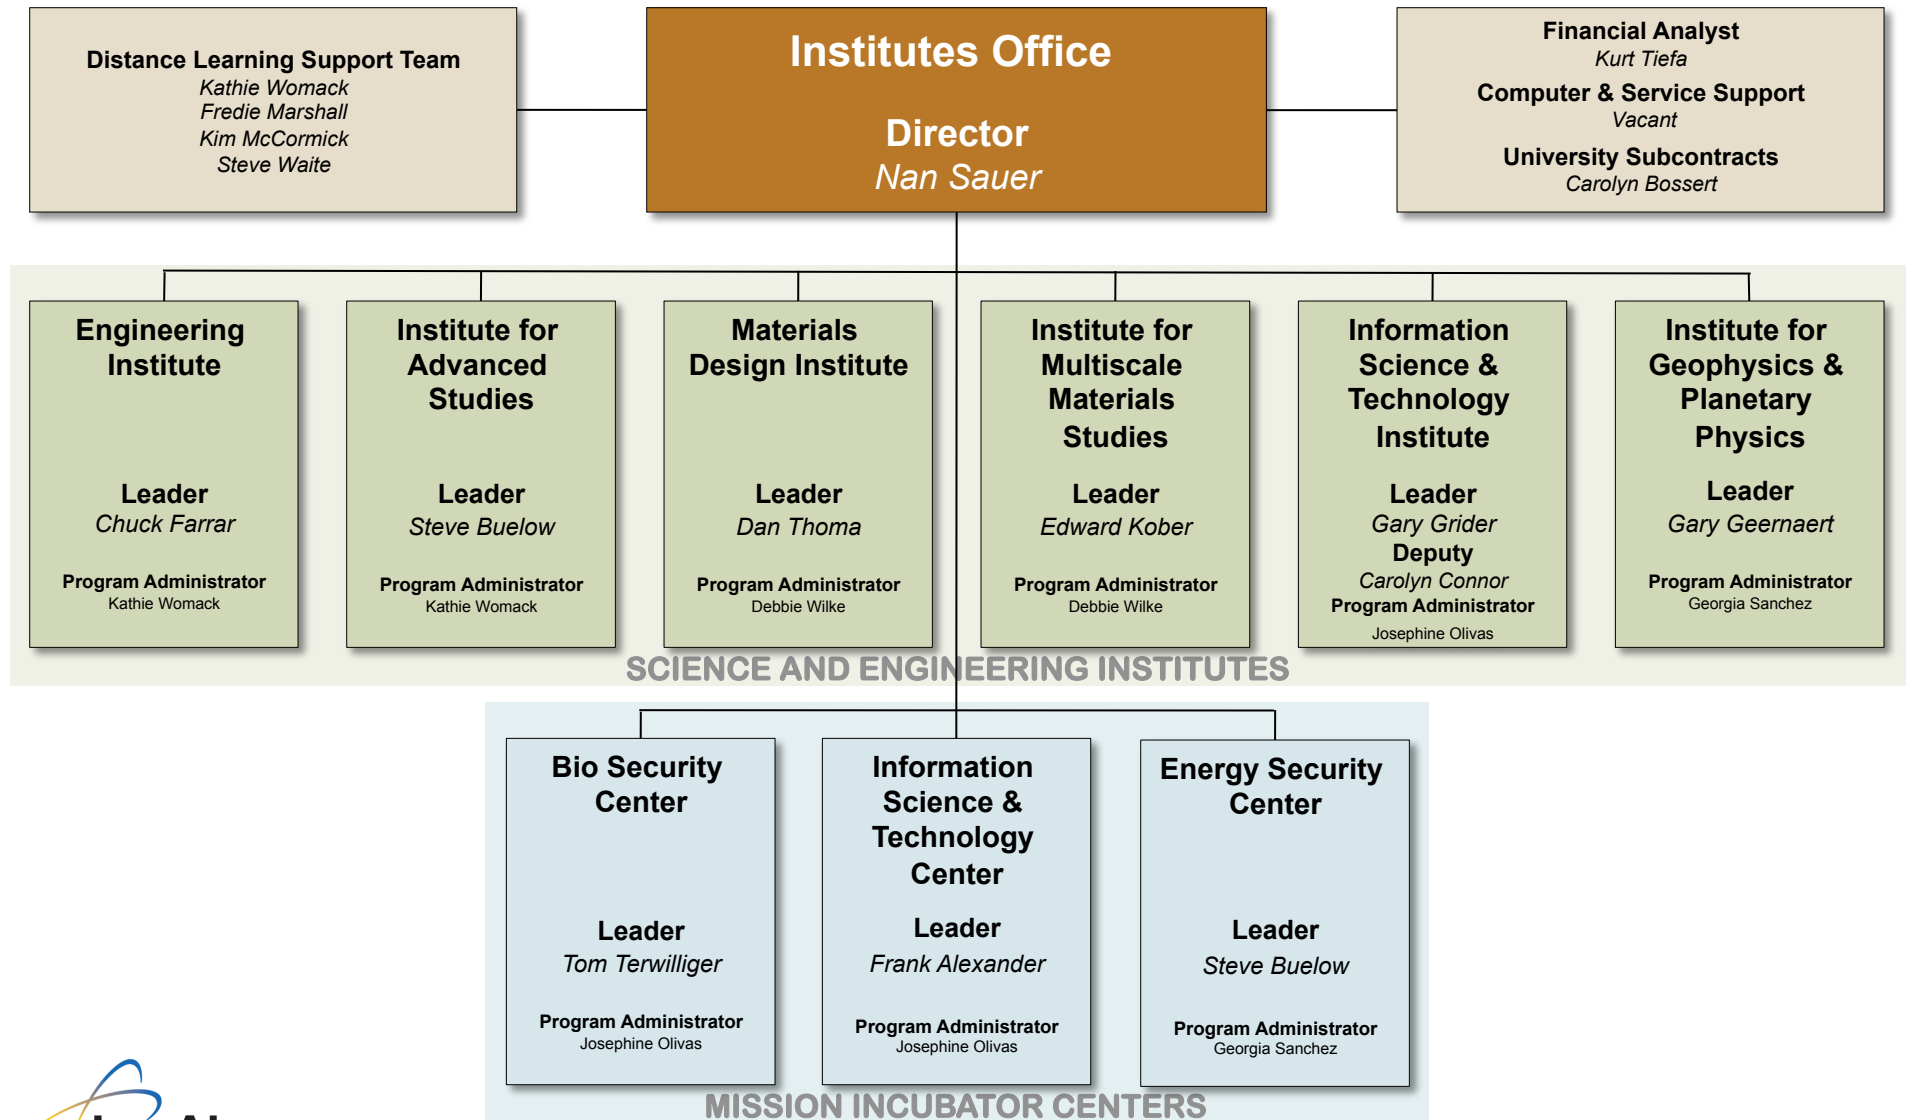 Distance Learning Support Team
Kathie Womack
Fredie Marshall
Kim McCormick
Steve Waite
Institutes Office
Director
Nan Sauer
Financial Analyst
Kurt Tiefa
Computer & Service Support
Vacant
University Subcontracts
Carolyn Bossert
Engineering
Institute
Leader
Chuck Farrar
Program Administrator
Kathie Womack
Institute for
Advanced
Studies
Leader
Steve Buelow
Program Administrator
Kathie Womack
Materials
Design Institute
Leader
Dan Thoma
Program Administrator
Debbie Wilke
Institute for
Multiscale
Materials
Studies
Leader
Edward Kober
Program Administrator
Debbie Wilke
Information
Science &
Technology
Institute
Leader
Gary Grider
Deputy
Carolyn Connor
Program Administrator
Josephine Olivas
Institute for
Geophysics &
Planetary
Physics
Leader
Gary Geernaert
Program Administrator
Georgia Sanchez
SCIENCE AND ENGINEERING INSTITUTES
Bio Security
Center
Leader
Tom Terwilliger
Program Administrator
Josephine Olivas
Information
Science &
Technology
Center
Leader
Frank Alexander
Program Administrator
Josephine Olivas
Energy Security
Center
Leader
Steve Buelow
Program Administrator
Georgia Sanchez
MISSION INCUBATOR CENTERS